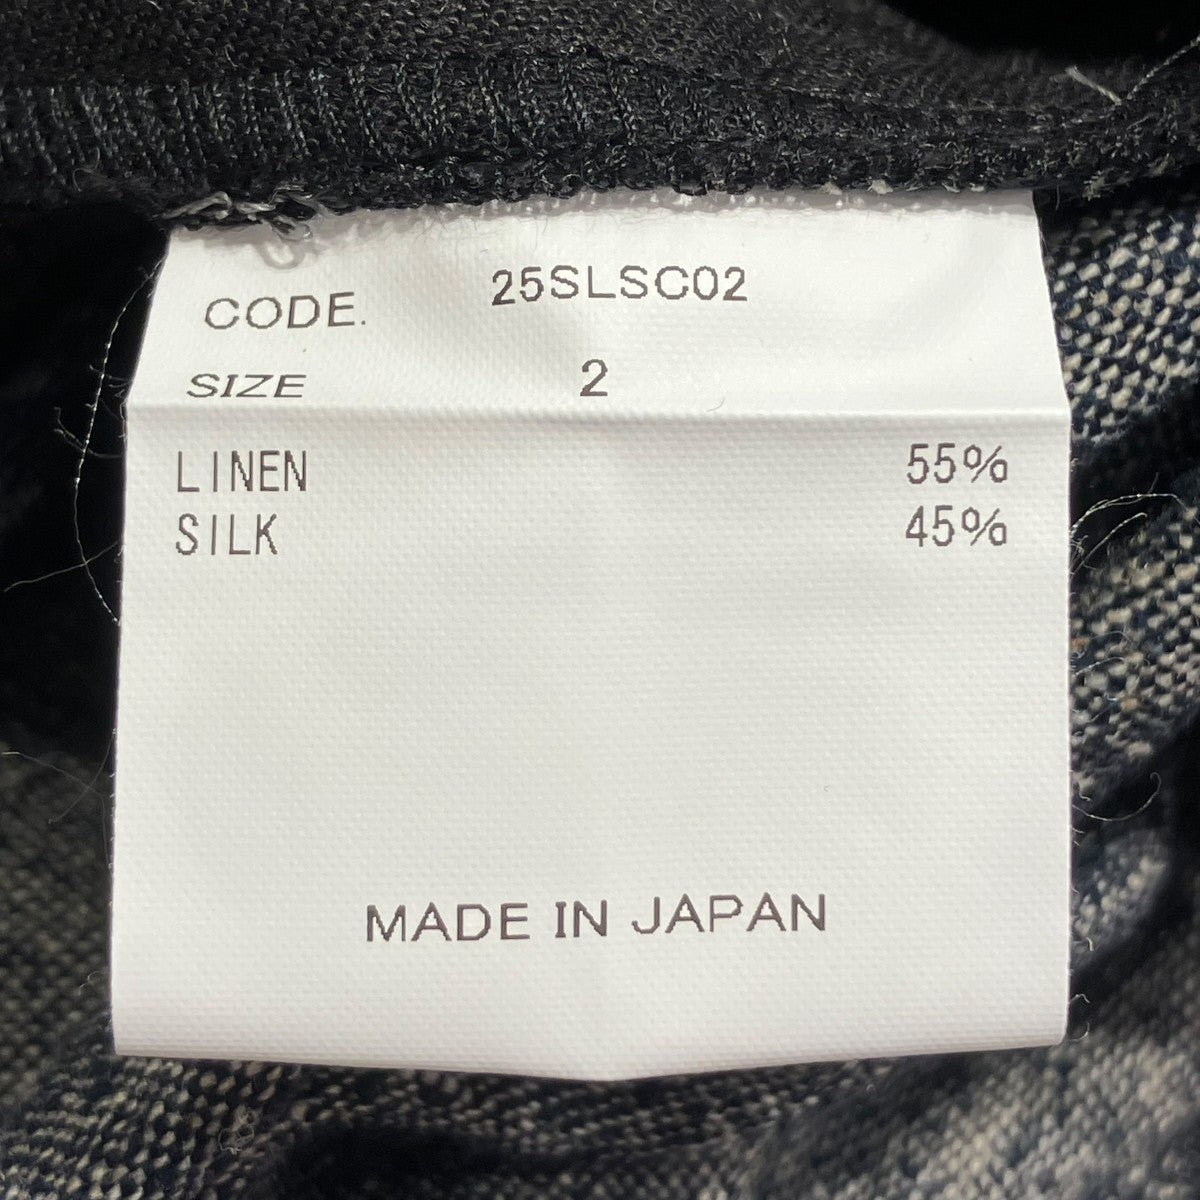 CODE. 25SLSC02
SIZE 2
LINEN 55%
SILK 45%
MADE IN JAPAN